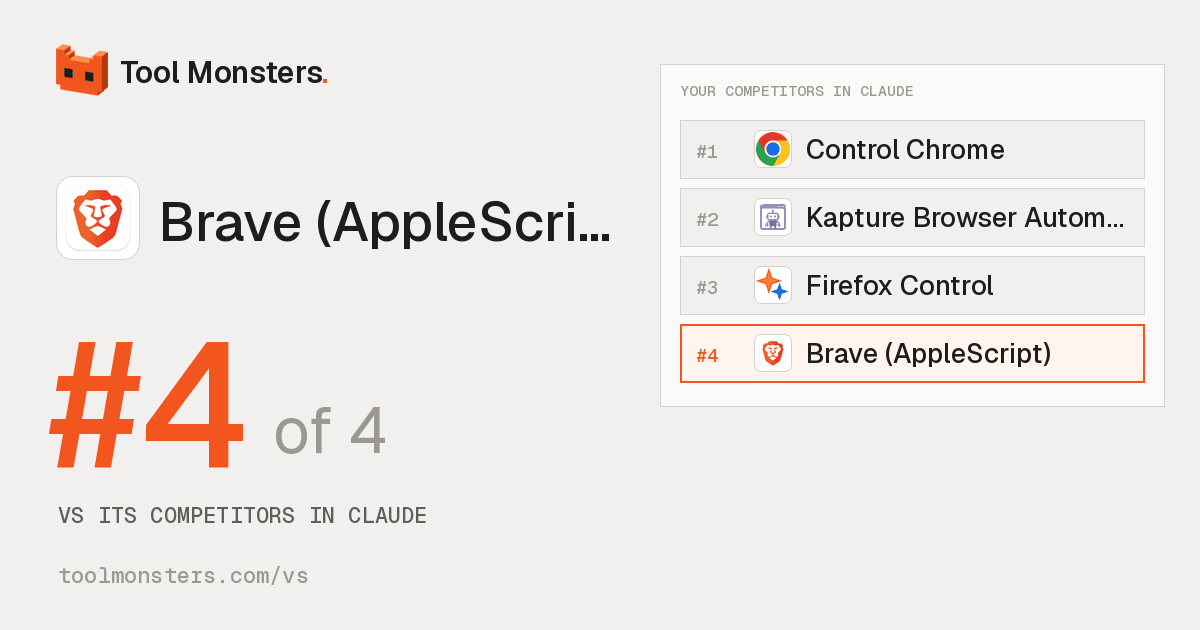 Tool Monsters.
Brave (AppleScri...
#4 of 4
VS ITS COMPETITORS IN CLAUDE
toolmonsters.com/vs
YOUR COMPETITORS IN CLAUDE
#1 Control Chrome
#2 Kapture Browser Autom...
#3 Firefox Control
#4 Brave (AppleScript)